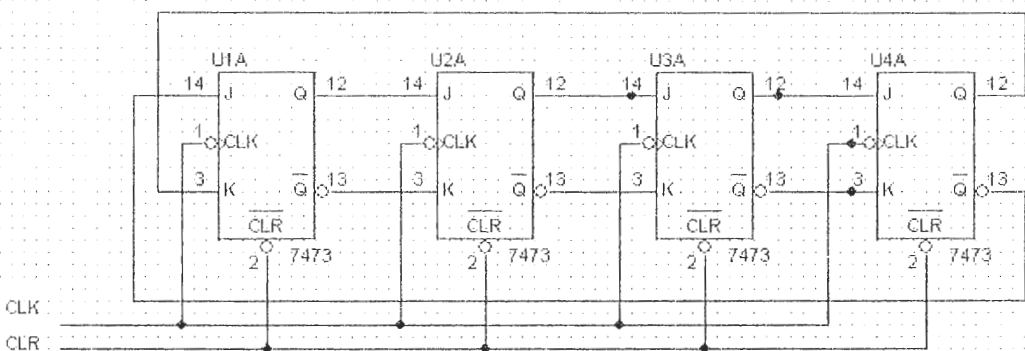 U1A U2A U3A U4A
14 J Q 12 14 J Q 12 14 J Q 12 14 J Q 12
1 CLK 1 CLK 1 CLK 1 CLK
3 K Q 13 3 K Q 13 3 K Q 13 3 K Q 13
CLR CLR CLR CLR
2 7473 2 7473 2 7473 2 7473
CLK
CLR